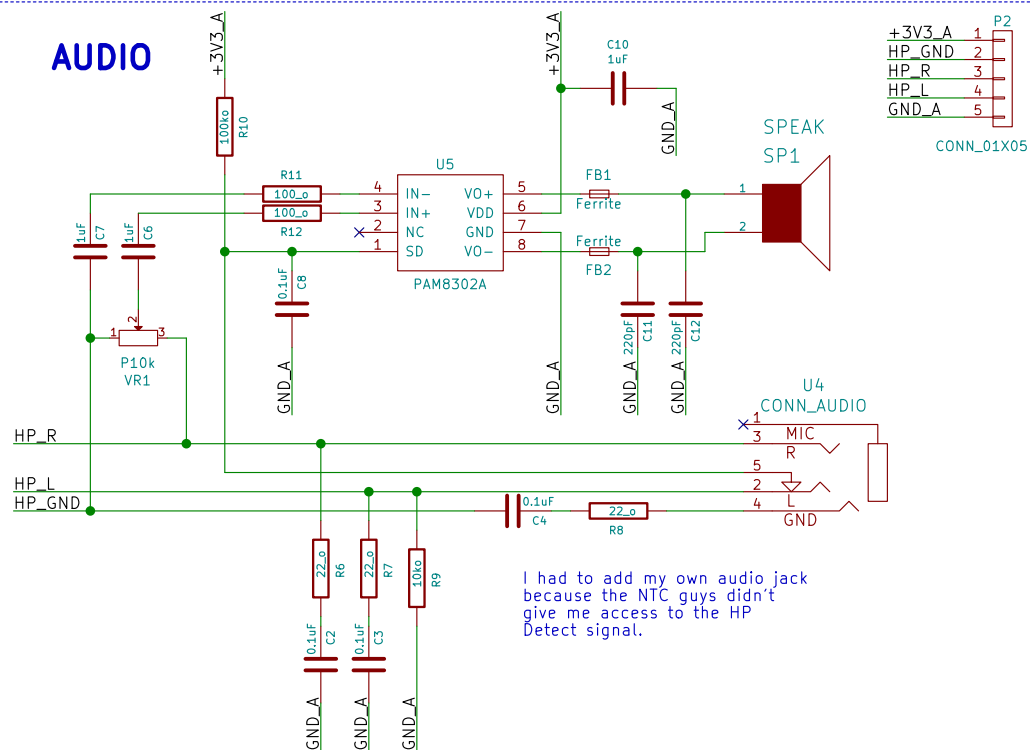 AUDIO
+3V3_A
+3V3_A
C10
1uF
GND_A
P2
+3V3_A 1
HP_GND 2
HP_R 3
HP_L 4
GND_A 5
CONN_01X05
100ko
R10
SPEAK
SP1
U5
R11
100_o
100_o
R12
4 IN- VO+ 5
3 IN+ VDD 6
2 NC GND 7
1 SD VO- 8
PAM8302A
FB1
Ferrite
Ferrite
FB2
1
2
1uF
C7
1uF
C6
0.1uF
C8
GND_A
GND_A
220pF
C11
GND_A
220pF
C12
GND_A
2
1 3
P10k
VR1
U4
CONN_AUDIO
1
MIC
HP_R
3
R
5
HP_L
2
L
HP_GND
0.1uF
C4
22_o
R8
4
GND
22_o
R6
22_o
R7
10ko
R9
0.1uF
C2
0.1uF
C3
GND_A
GND_A
GND_A
I had to add my own audio jack
because the NTC guys didn't
give me access to the HP
Detect signal.